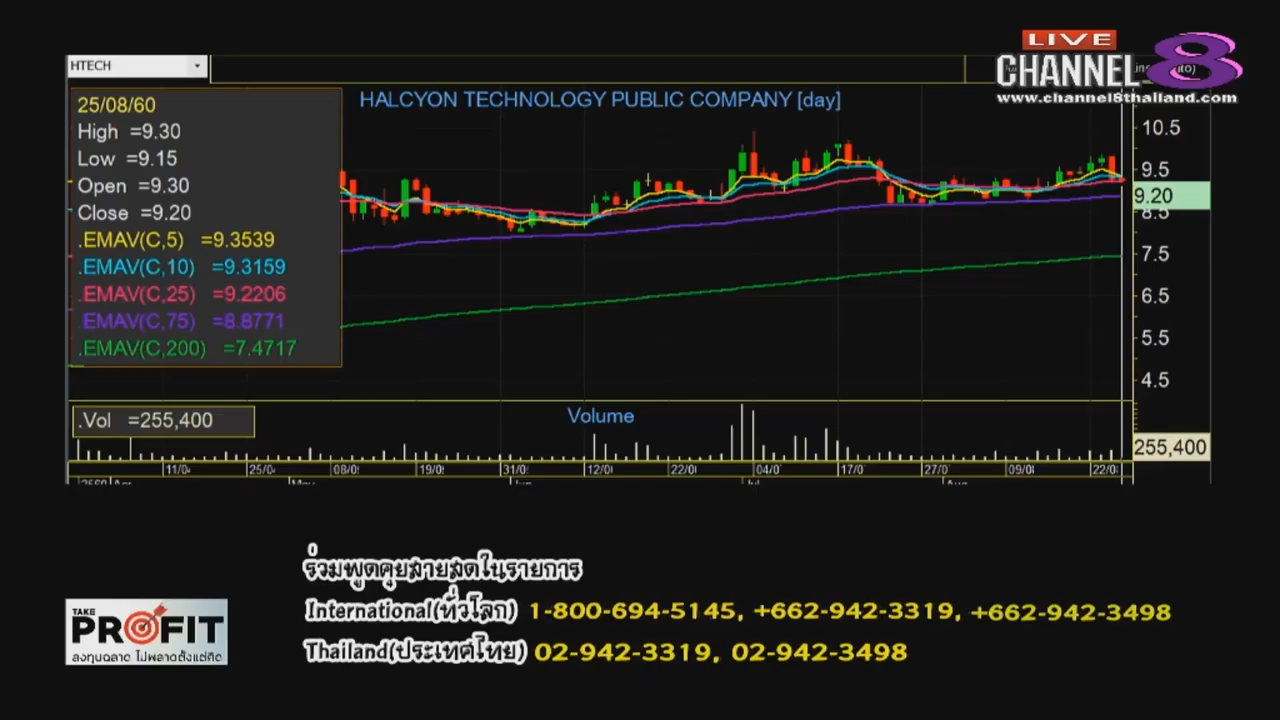 LIVE
CHANNEL 8
www.channel8thailand.com
HTECH
HALCYON TECHNOLOGY PUBLIC COMPANY [day]
25/08/60
High =9.30
Low =9.15
Open =9.30
Close =9.20
.EMAV(C,5) =9.3539
.EMAV(C,10) =9.3159
.EMAV(C,25) =9.2206
.EMAV(C,75) =8.8771
.EMAV(C,200) =7.4717
10.5
9.5
9.20
8.5
7.5
6.5
5.5
4.5
.Vol =255,400
Volume
255,400
11/0 25/0 08/0 19/0 31/0 12/0 22/0 04/0 17/0 27/0 09/0 22/0
ร่วมพูดคุยสายสดในรายการ
International(ทั่วโลก) 1-800-694-5145, +662-942-3319, +662-942-3498
Thailand(ประเทศไทย) 02-942-3319, 02-942-3498
TAKE
PROFIT
ลงทุนฉลาด ไม่พลาดตั้งแต่คิด